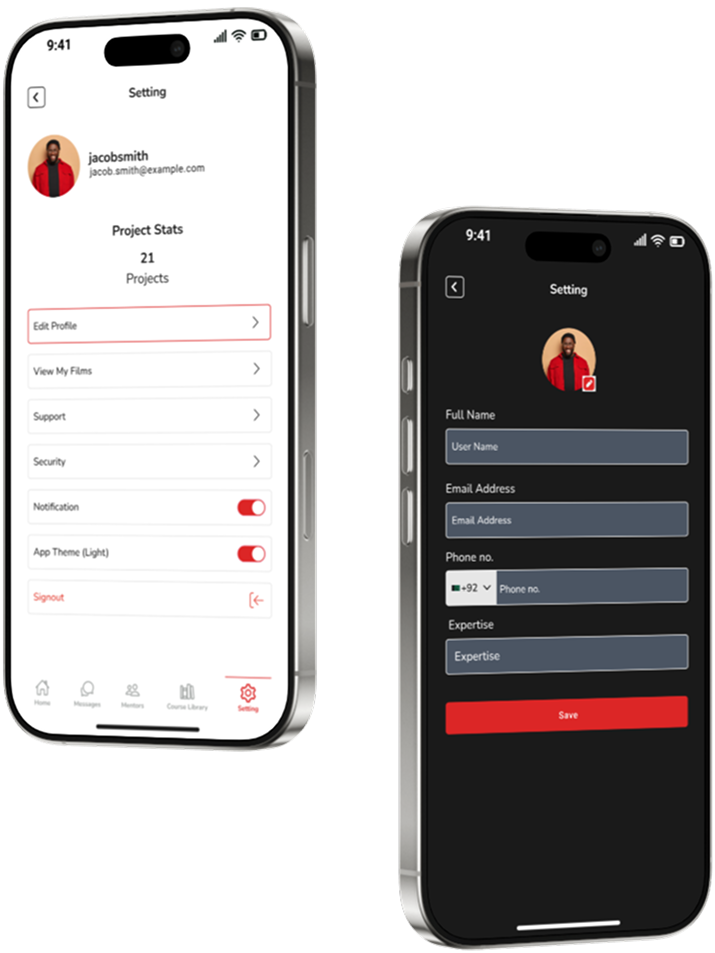 9:41
Setting
jacobsmith
jacob.smith@example.com
Project Stats
21
Projects
Edit Profile
View My Films
Support
Security
Notification
App Theme (Light)
Signout
Home
Messages
Mentors
Course Library
Setting
9:41
Setting
Full Name
User Name
Email Address
Email Address
Phone no.
+92
Phone no.
Expertise
Expertise
Save